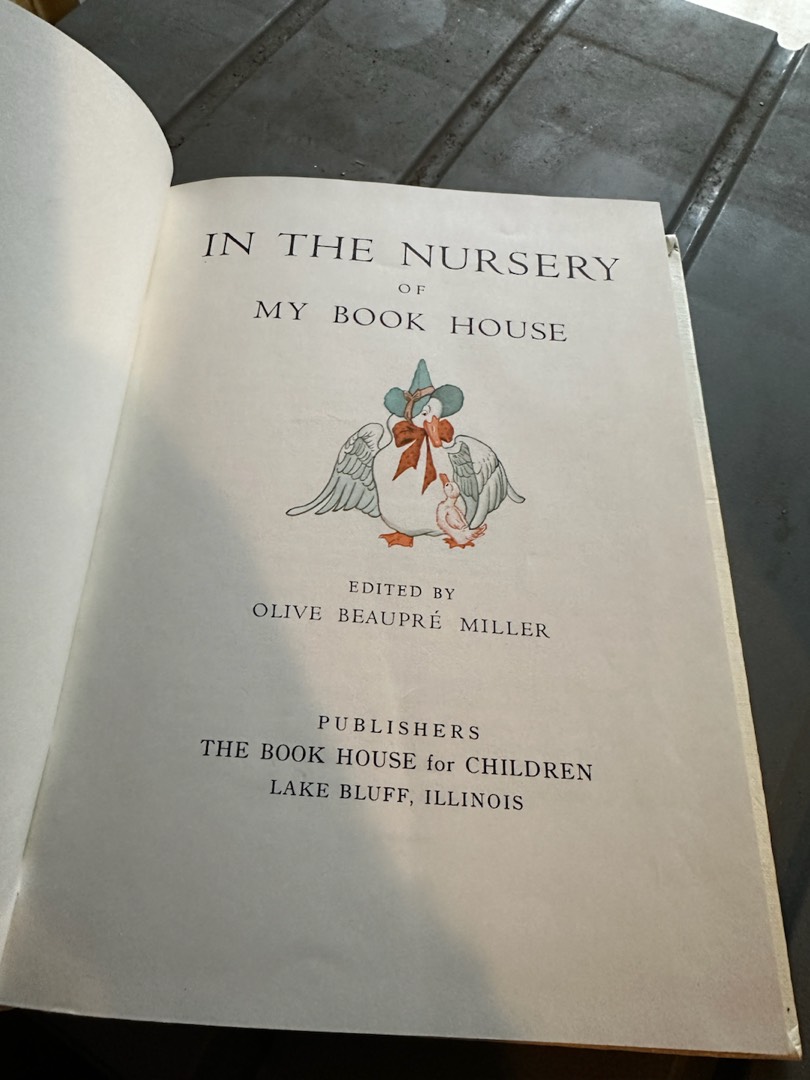 IN THE NURSERY
OF
MY BOOK HOUSE
EDITED BY
OLIVE BEAUPRÉ MILLER
PUBLISHERS
THE BOOK HOUSE for CHILDREN
LAKE BLUFF, ILLINOIS